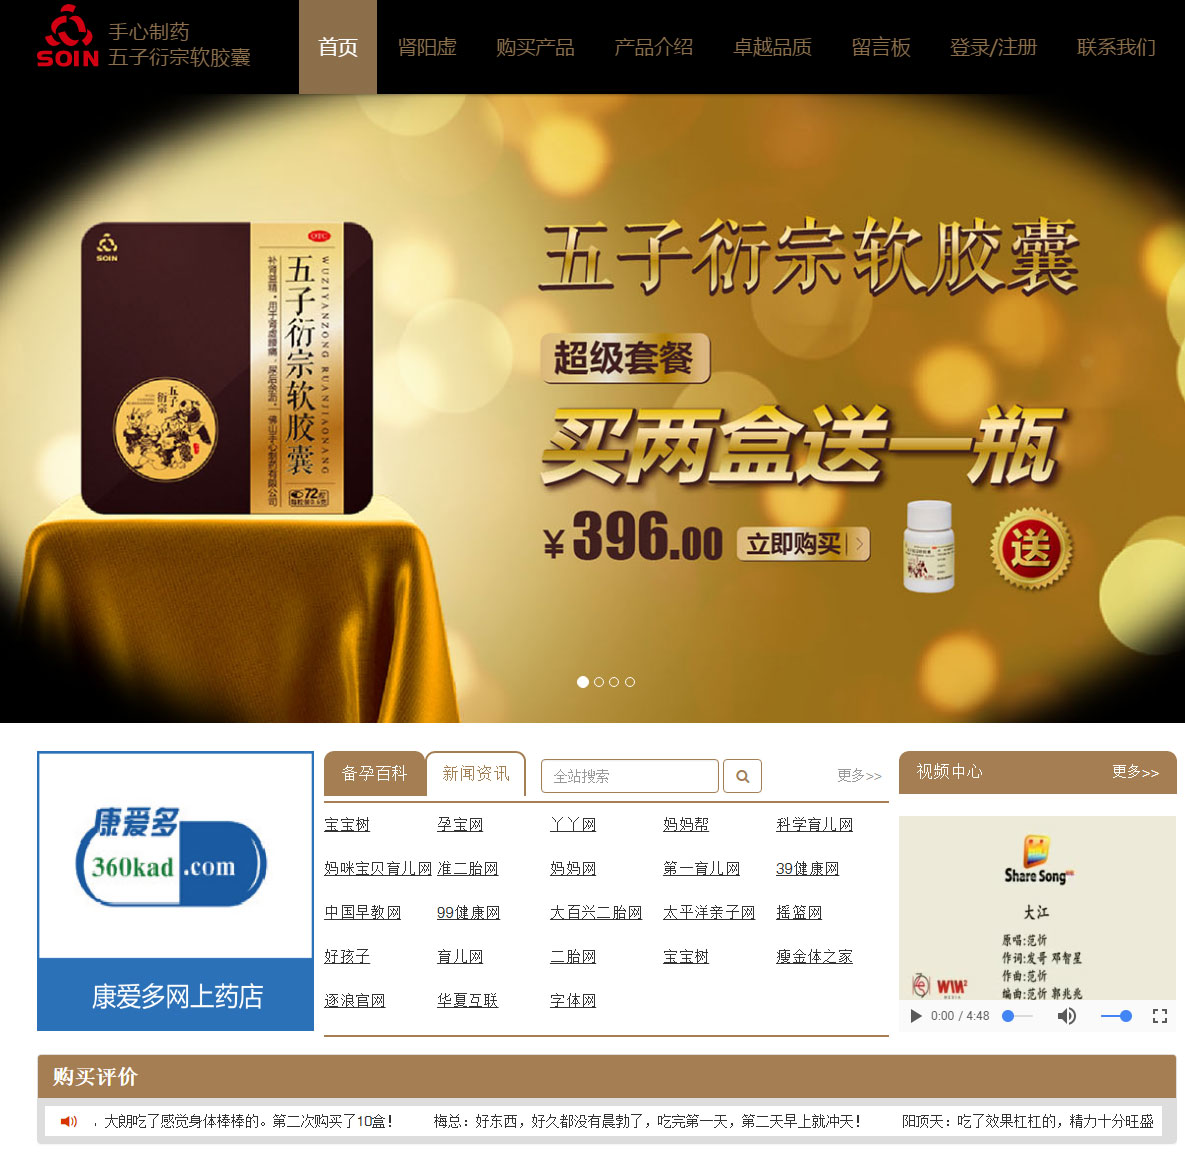 SOIN
手心制药
五子衍宗软胶囊
首页 肾阳虚 购买产品 产品介绍 卓越品质 留言板 登录/注册 联系我们
SOIN
OTC
五子衍宗软胶囊
WUZIYANZONG RUANJIAONANG
补肾益精。用于肾虚腰痛、尿后余沥
佛山手心制药有限公司
五子衍宗
72粒
五子衍宗软胶囊
超级套餐
买两盒送一瓶
¥396.00 立即购买 送
康爱多
360kad.com
康爱多网上药店
备孕百科 新闻资讯 全站搜索 更多>>
宝宝树 孕宝网 丫丫网 妈妈帮 科学育儿网
妈咪宝贝育儿网 准二胎网 妈妈网 第一育儿网 39健康网
中国早教网 99健康网 大百兴二胎网 太平洋亲子网 摇篮网
好孩子 育儿网 二胎网 宝宝树 瘦金体之家
逐浪官网 华夏互联 字体网
视频中心 更多>>
Share Song
大江
原唱:范忻
作词:发哥 邓智星
作曲:范忻
编曲:范忻 郭兆兆
WIN²
MEDIA
0:00 / 4:48
购买评价
大朗吃了感觉身体棒棒的。第二次购买了10盒! 梅总：好东西，好久都没有晨勃了，吃完第一天，第二天早上就冲天! 阳顶天：吃了效果杠杠的，精力十分旺盛